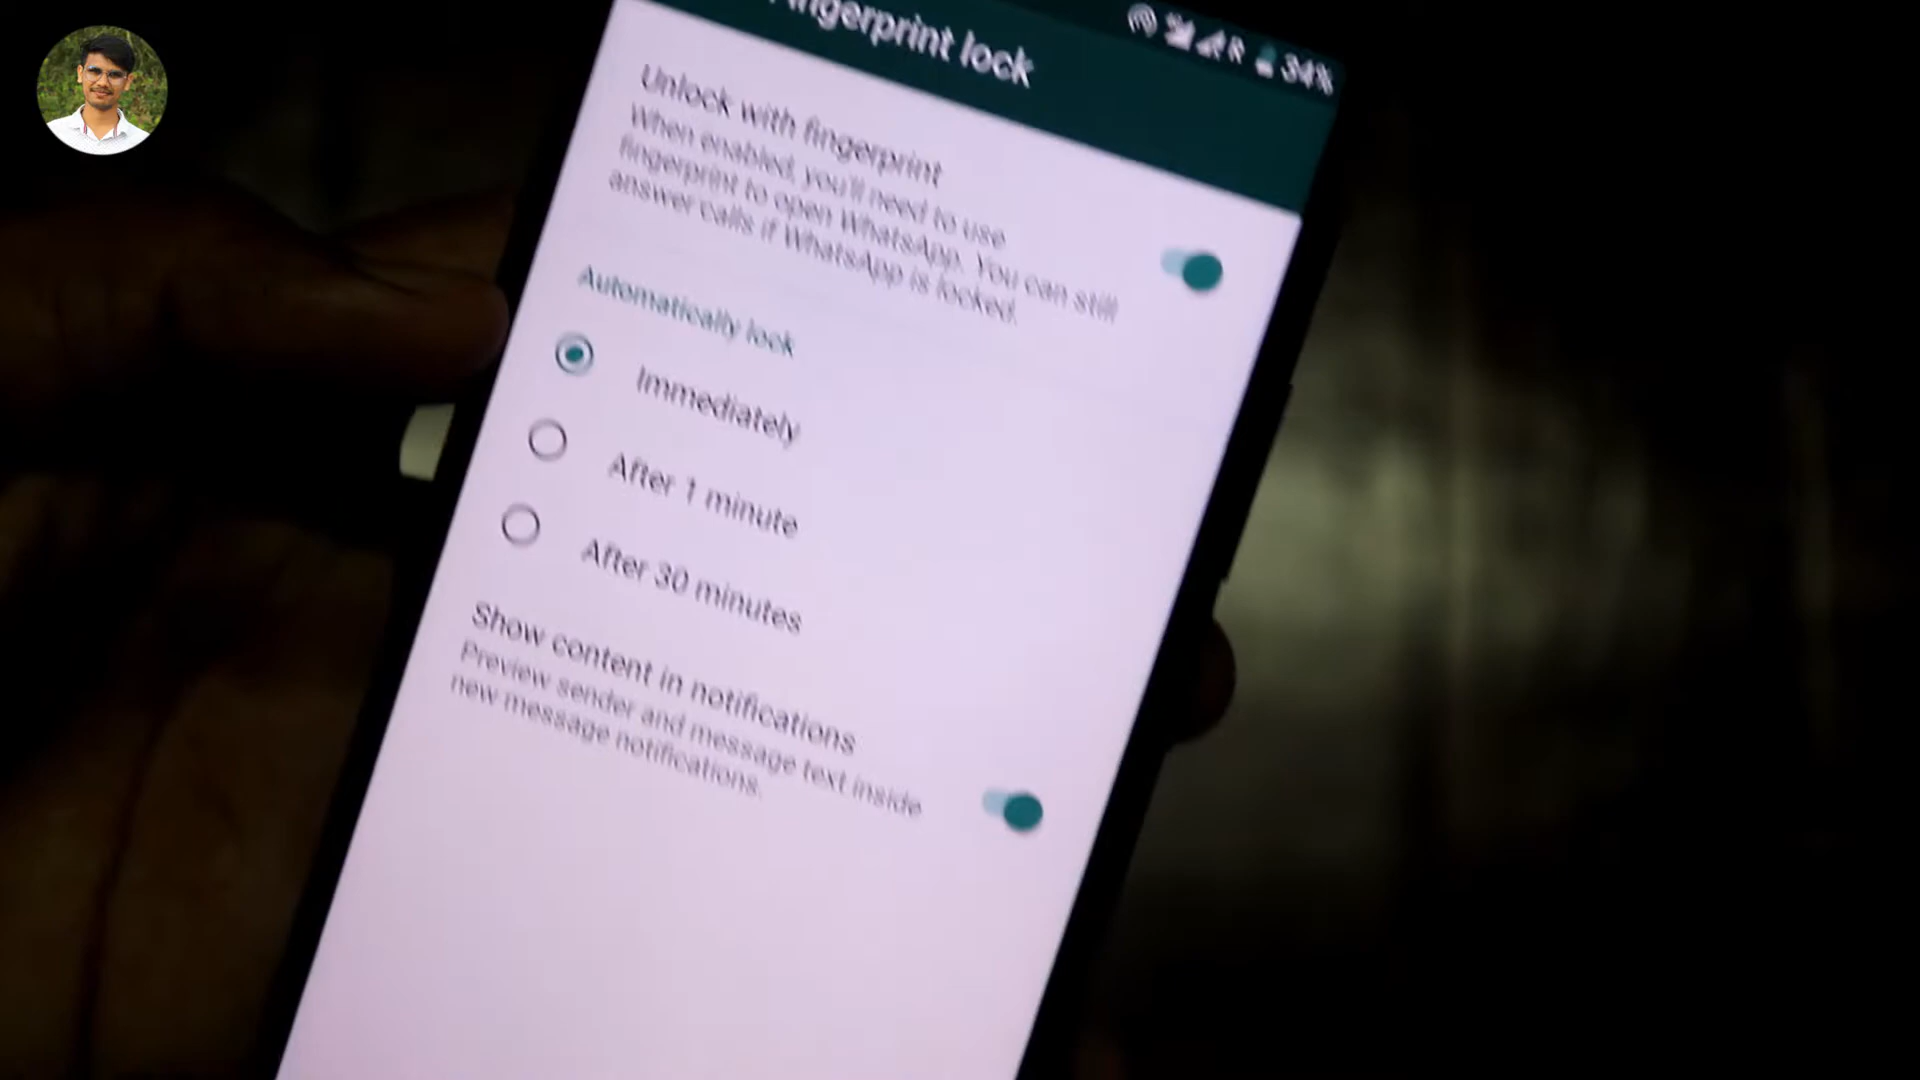 Fingerprint lock
34%
Unlock with fingerprint
When enabled, you'll need to use
fingerprint to open WhatsApp. You can still
answer calls if WhatsApp is locked.
Automatically lock
Immediately
After 1 minute
After 30 minutes
Show content in notifications
Preview sender and message text inside
new message notifications.